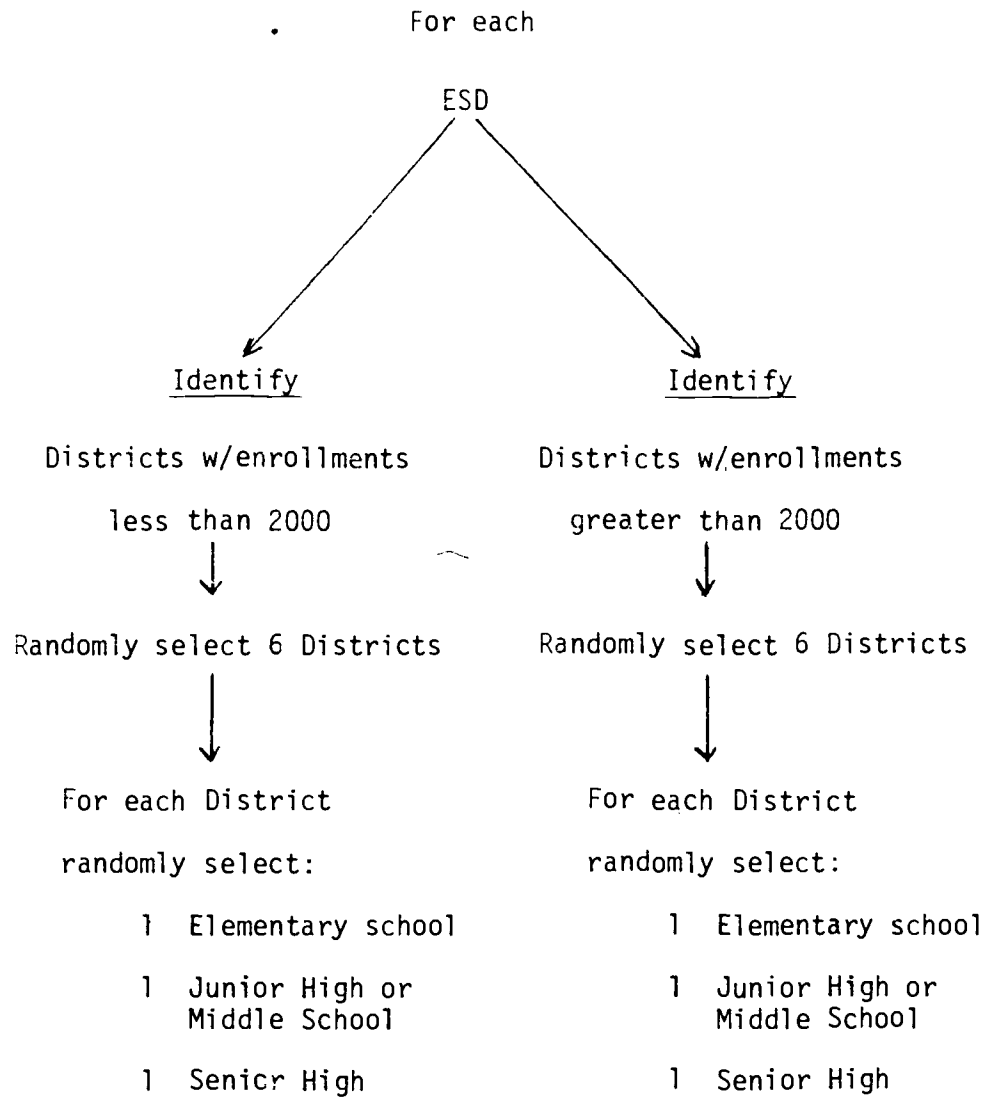 For each
ESD
Identify
Districts w/enrollments
less than 2000
Randomly select 6 Districts
For each District
randomly select:
1 Elementary school
1 Junior High or
Middle School
1 Senior High
Identify
Districts w/enrollments
greater than 2000
Randomly select 6 Districts
For each District
randomly select:
1 Elementary school
1 Junior High or
Middle School
1 Senior High